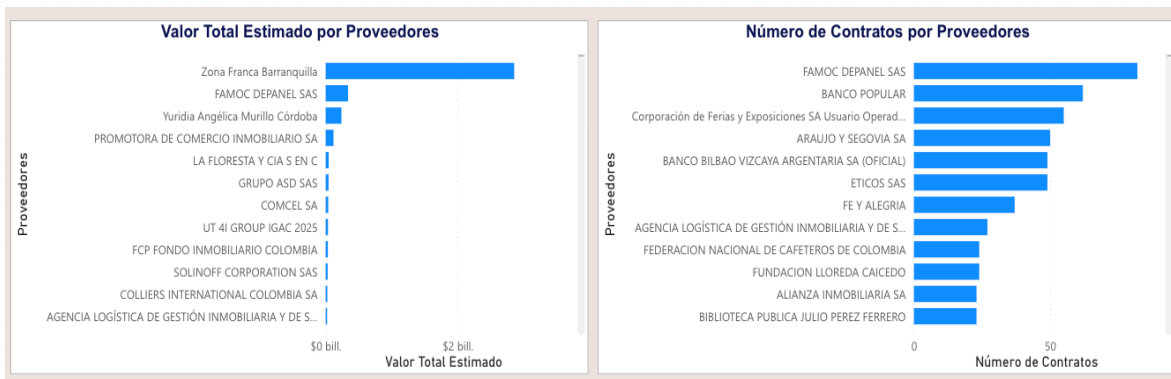 Valor Total Estimado por Proveedores
Proveedores
Zona Franca Barranquilla
FAMOC DEPANEL SAS
Yuridia Angélica Murillo Córdoba
PROMOTORA DE COMERCIO INMOBILIARIO SA
LA FLORESTA Y CIA S EN C
GRUPO ASD SAS
COMCEL SA
UT 4I GROUP IGAC 2025
FCP FONDO INMOBILIARIO COLOMBIA
SOLINOFF CORPORATION SAS
COLLIERS INTERNATIONAL COLOMBIA SA
AGENCIA LOGÍSTICA DE GESTIÓN INMOBILIARIA Y DE S...
$0 bill. $2 bill.
Valor Total Estimado
Número de Contratos por Proveedores
Proveedores
FAMOC DEPANEL SAS
BANCO POPULAR
Corporación de Ferias y Exposiciones SA Usuario Operad...
ARAUJO Y SEGOVIA SA
BANCO BILBAO VIZCAYA ARGENTARIA SA (OFICIAL)
ETICOS SAS
FE Y ALEGRIA
AGENCIA LOGÍSTICA DE GESTIÓN INMOBILIARIA Y DE S...
FEDERACION NACIONAL DE CAFETEROS DE COLOMBIA
FUNDACION LLOREDA CAICEDO
ALIANZA INMOBILIARIA SA
BIBLIOTECA PUBLICA JULIO PEREZ FERRERO
0 50
Número de Contratos